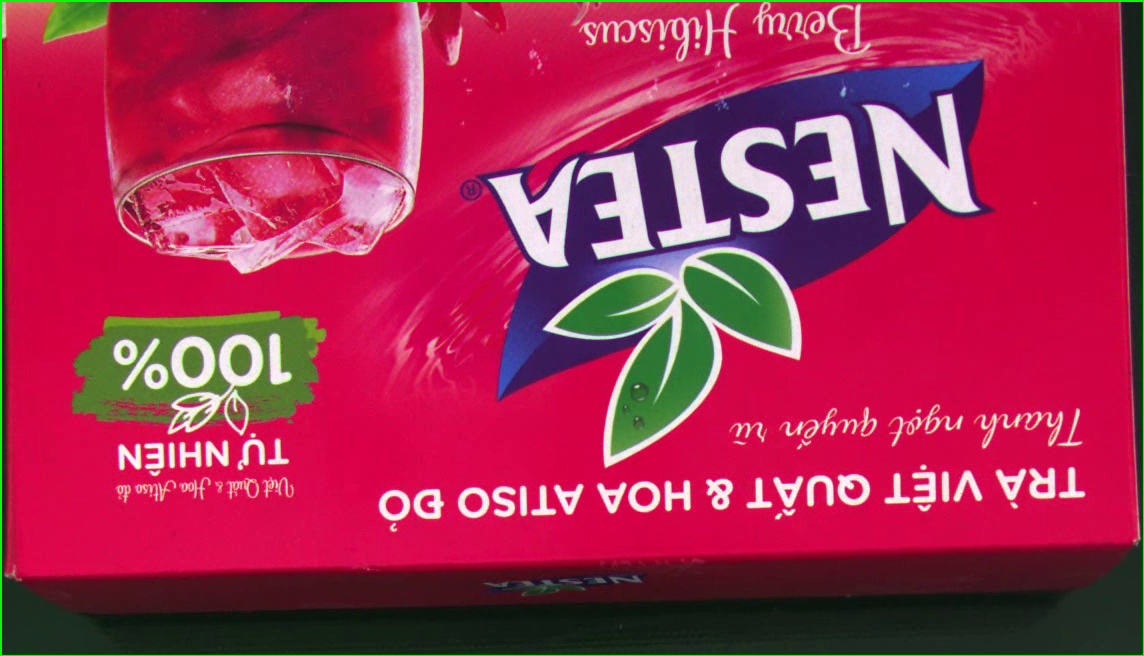 TRÀ VIỆT QUẤT & HOA ATISO ĐỎ
Thanh ngọt quyến rũ
NESTEA®
Berry Hibiscus
Việt Quất & Hoa Atiso đỏ
TỰ NHIÊN
100%
NESTEA